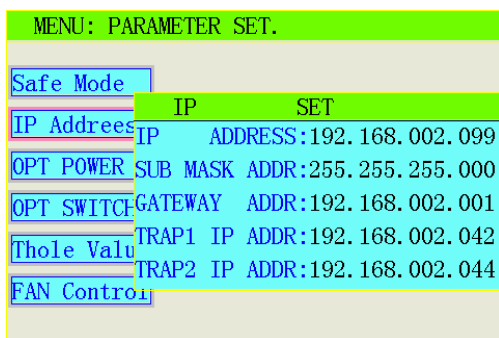 MENU: PARAMETER SET.
Safe Mode
IP Addrees
OPT POWER
OPT SWITCH
Thole Valu
FAN Control
IP SET
IP ADDRESS:192.168.002.099
SUB MASK ADDR:255.255.255.000
GATEWAY ADDR:192.168.002.001
TRAP1 IP ADDR:192.168.002.042
TRAP2 IP ADDR:192.168.002.044